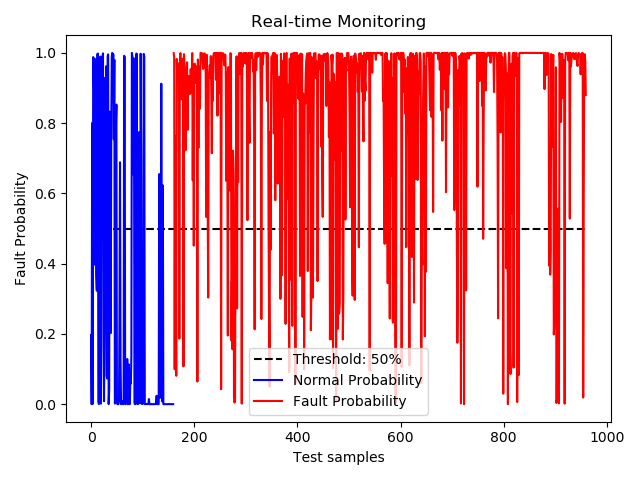 Real-time Monitoring
Fault Probability
1.0
0.8
0.6
0.4
0.2
0.0
Threshold: 50%
Normal Probability
Fault Probability
0
200
400
600
800
1000
Test samples